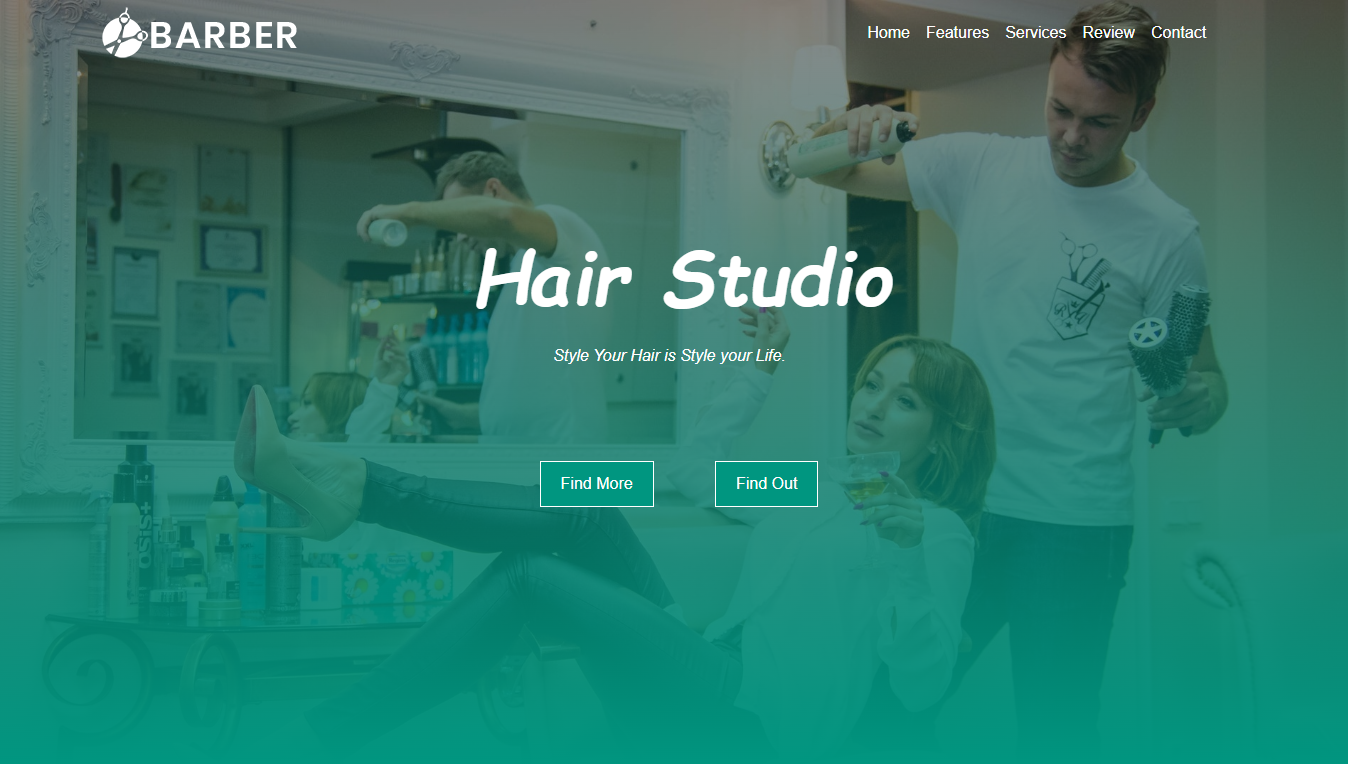 BARBER
Home Features Services Review Contact
Hair Studio
Style Your Hair is Style your Life.
Find More Find Out
osis+